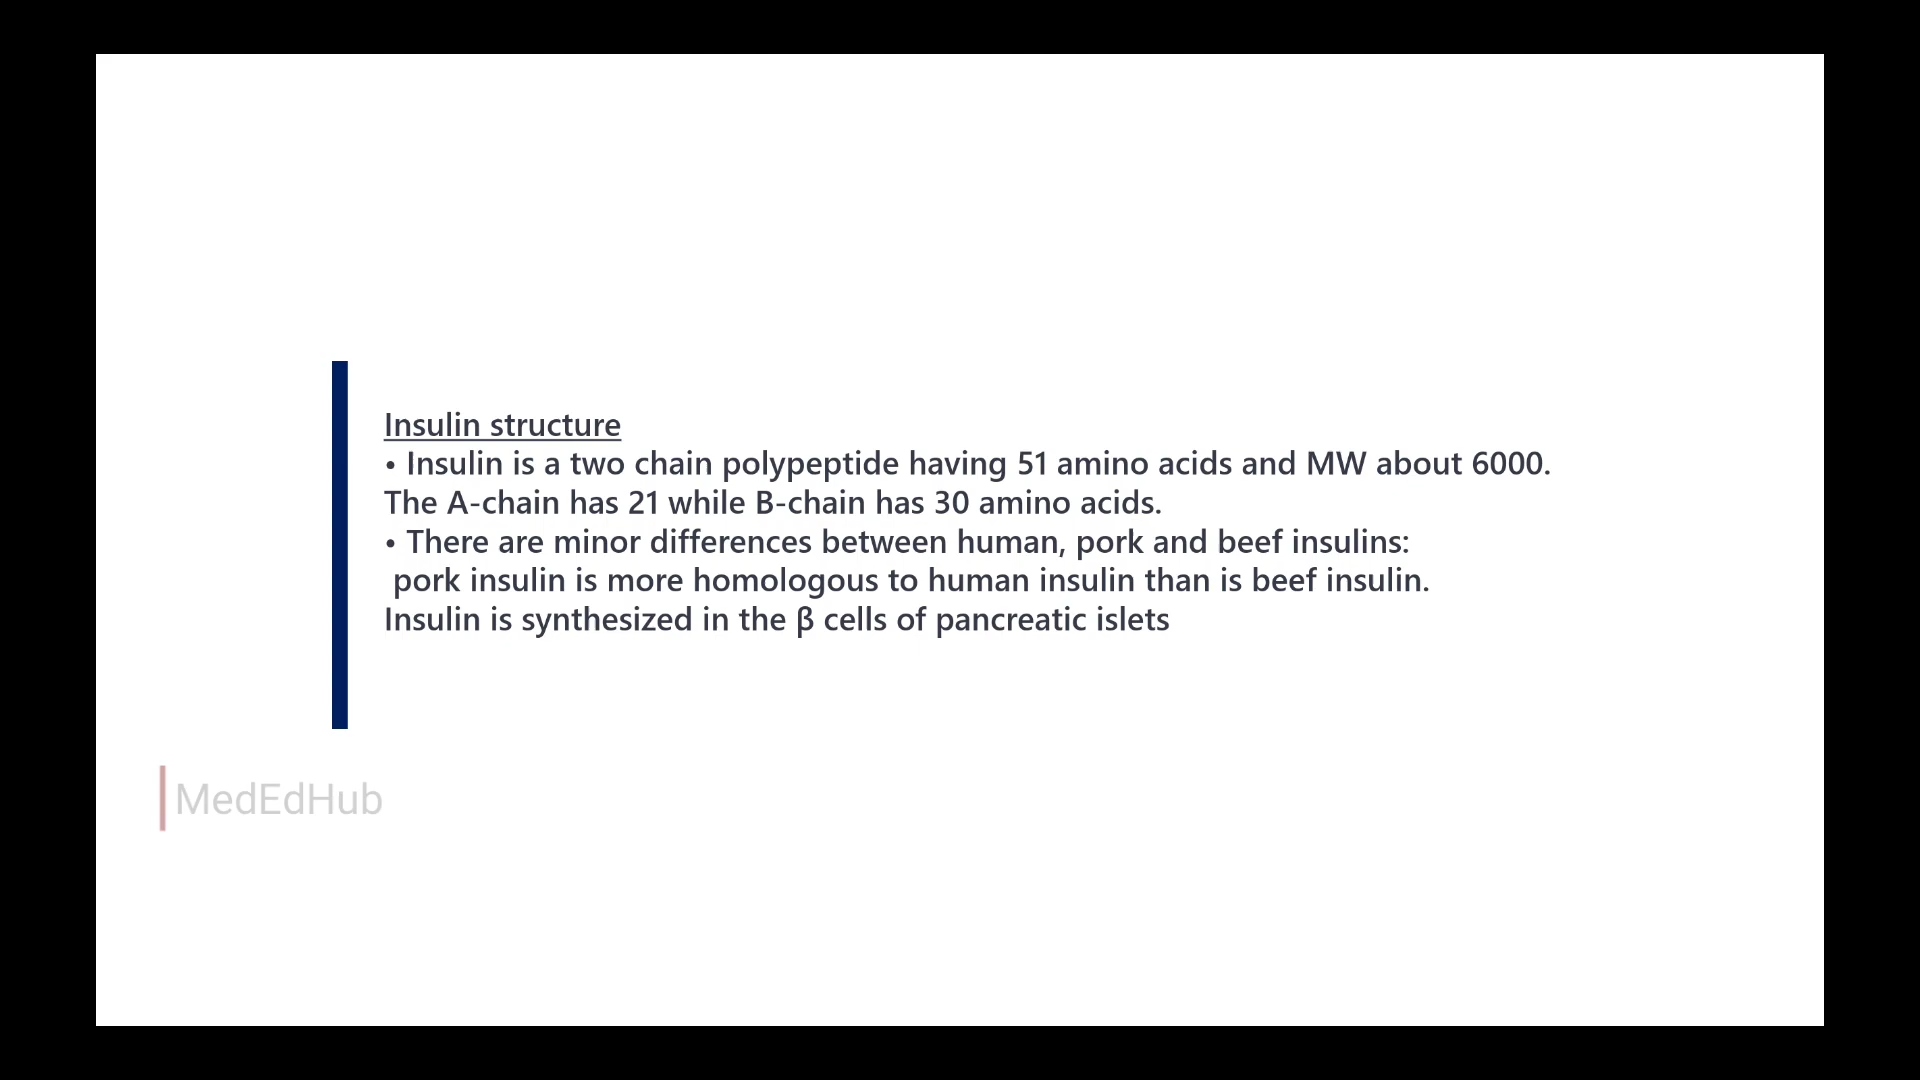 Insulin structure
• Insulin is a two chain polypeptide having 51 amino acids and MW about 6000.
The A-chain has 21 while B-chain has 30 amino acids.
• There are minor differences between human, pork and beef insulins:
pork insulin is more homologous to human insulin than is beef insulin.
Insulin is synthesized in the β cells of pancreatic islets
MedEdHub